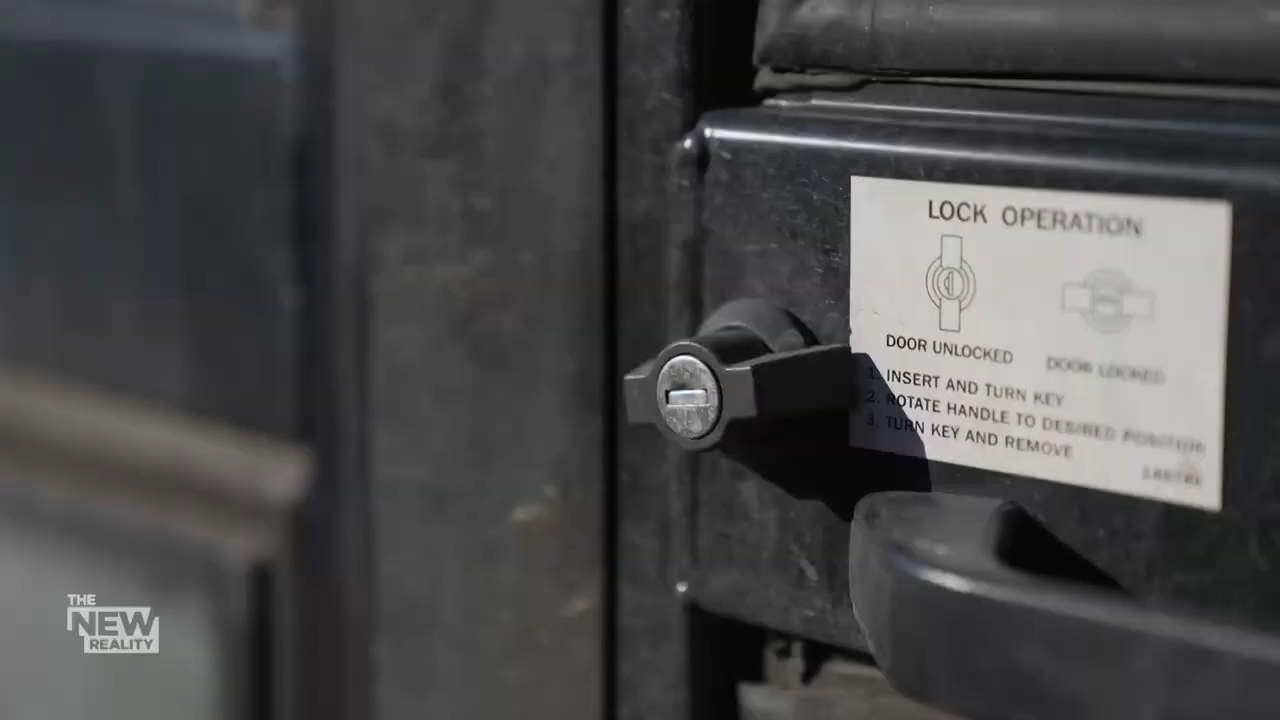 LOCK OPERATION
DOOR UNLOCKED
DOOR LOCKED
1. INSERT AND TURN KEY
2. ROTATE HANDLE TO DESIRED POSITION
3. TURN KEY AND REMOVE
THE
NEW
REALITY